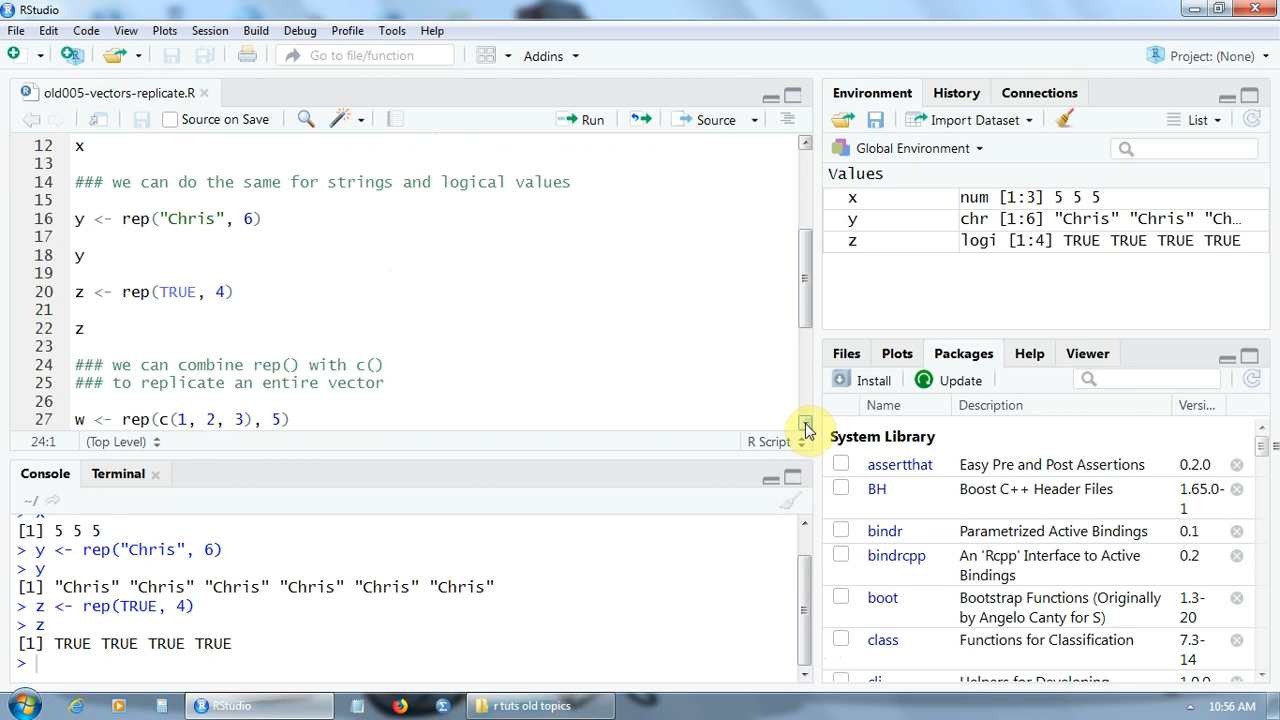 RStudio
File Edit Code View Plots Session Build Debug Profile Tools Help
Go to file/function Addins Project: (None)
old005-vectors-replicate.R
Source on Save Run Source
12 x
13
14 ### we can do the same for strings and logical values
15
16 y <- rep("Chris", 6)
17
18 y
19
20 z <- rep(TRUE, 4)
21
22 z
23
24 ### we can combine rep() with c()
25 ### to replicate an entire vector
26
27 w <- rep(c(1, 2, 3), 5)
24:1 (Top Level) R Script
Console Terminal
~/
[1] 5 5 5
> y <- rep("Chris", 6)
> y
[1] "Chris" "Chris" "Chris" "Chris" "Chris" "Chris"
> z <- rep(TRUE, 4)
> z
[1] TRUE TRUE TRUE TRUE
>
Environment History Connections
Import Dataset List
Global Environment
Values
x num [1:3] 5 5 5
y chr [1:6] "Chris" "Chris" "Ch…
z logi [1:4] TRUE TRUE TRUE TRUE
Files Plots Packages Help Viewer
Install Update
Name Description Versi...
System Library
assertthat Easy Pre and Post Assertions 0.2.0
BH Boost C++ Header Files 1.65.0-
1
bindr Parametrized Active Bindings 0.1
bindrcpp An 'Rcpp' Interface to Active 0.2
Bindings
boot Bootstrap Functions (Originally 1.3-
by Angelo Canty for S) 20
class Functions for Classification 7.3-
14
RStudio r tuts old topics 10:56 AM